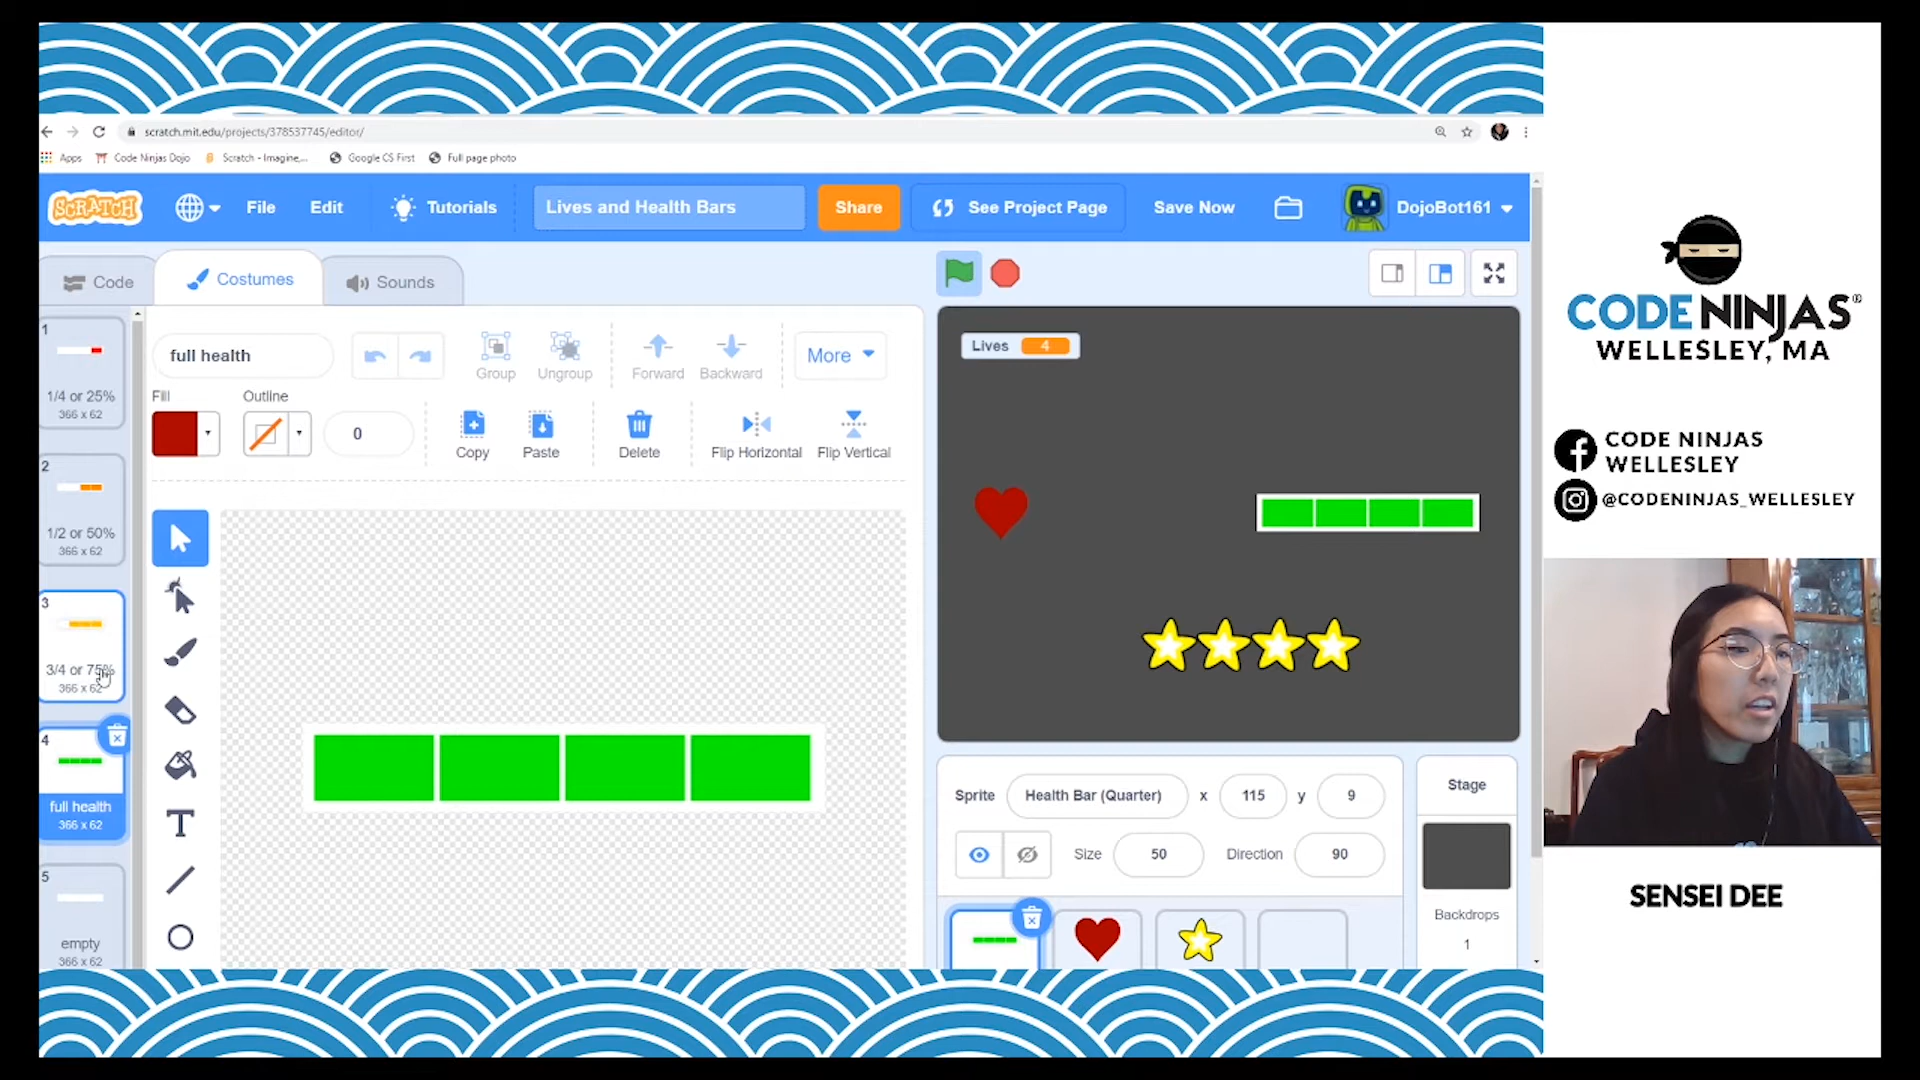 scratch.mit.edu/projects/378537745/editor/
Apps Code Ninjas Dojo Scratch - Imagine,... Google CS First Full page photo
SCRATCH File Edit Tutorials Lives and Health Bars Share See Project Page Save Now DojoBot161
Code Costumes Sounds
1
1/4 or 25%
366 x 62
2
1/2 or 50%
366 x 62
3
3/4 or 75%
366 x 62
4
full health
366 x 62
5
empty
366 x 62
full health
Group Ungroup Forward Backward More
Fill Outline
0
Copy Paste Delete Flip Horizontal Flip Vertical
T
Lives 4
Sprite Health Bar (Quarter) x 115 y 9
Size 50 Direction 90
Stage
Backdrops
1
CODE NINJAS®
WELLESLEY, MA
CODE NINJAS
WELLESLEY
@CODENINJAS_WELLESLEY
SENSEI DEE